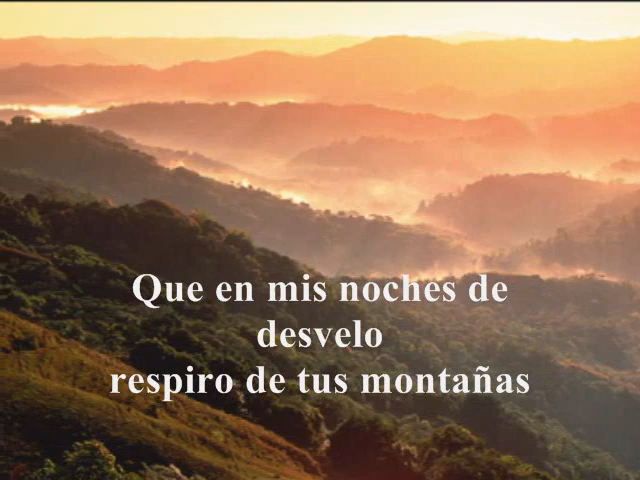 Que en mis noches de
desvelo
respiro de tus montañas